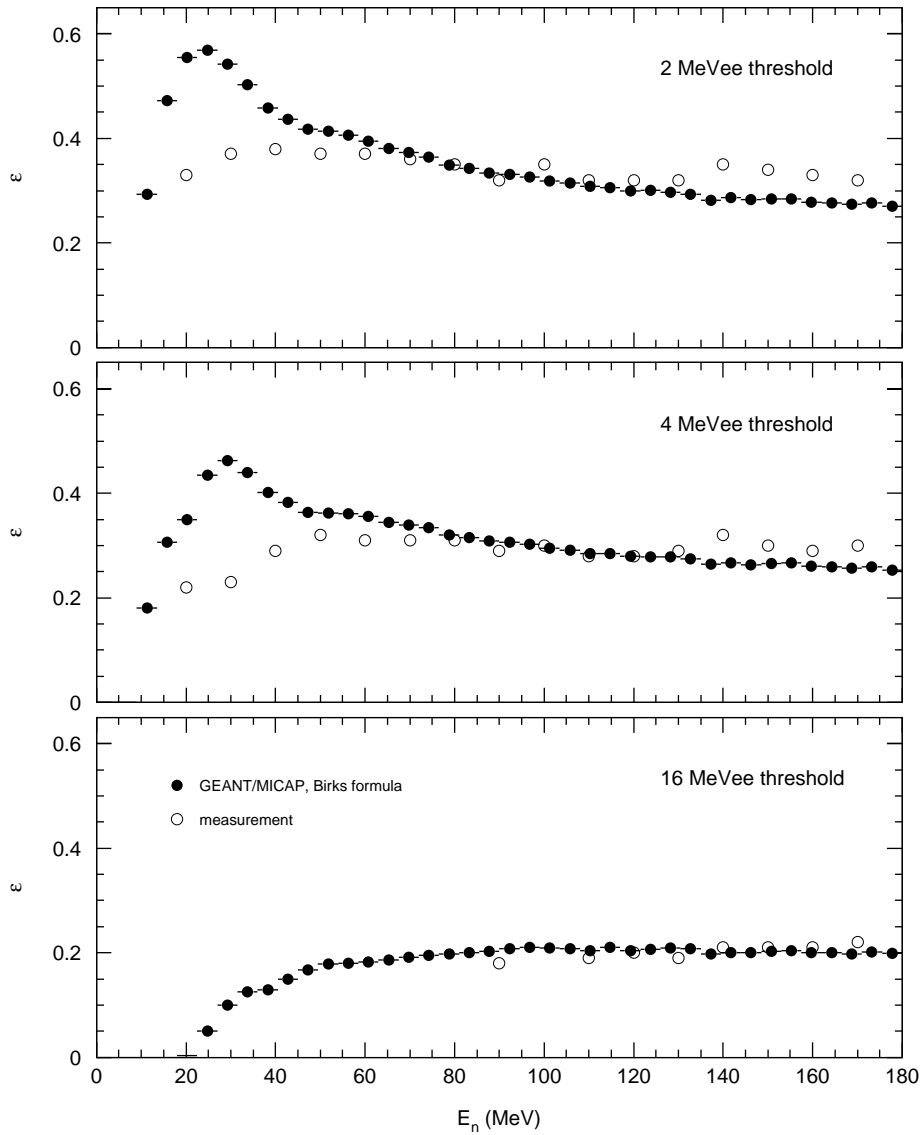 0.6
2 MeVee threshold
0.4
ε
0.2
0
0.6
4 MeVee threshold
0.4
ε
0.2
0
0.6
16 MeVee threshold
GEANT/MICAP, Birks formula
measurement
0.4
ε
0.2
0
0 20 40 60 80 100 120 140 160 180
E_n (MeV)